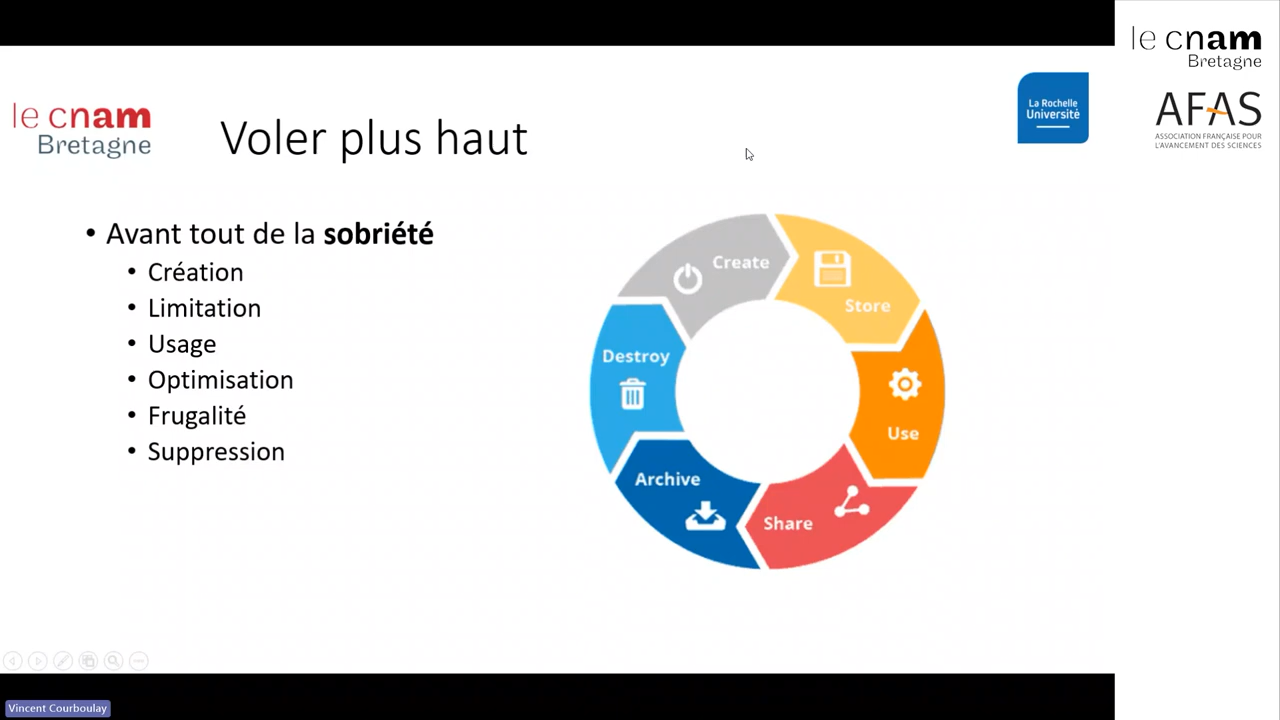 le cnam
Bretagne
Voler plus haut
La Rochelle
Université
le cnam
Bretagne
AFAS
ASSOCIATION FRANÇAISE POUR
L'AVANCEMENT DES SCIENCES
• Avant tout de la sobriété
• Création
• Limitation
• Usage
• Optimisation
• Frugalité
• Suppression
Create
Store
Use
Share
Archive
Destroy
Vincent Courboulay